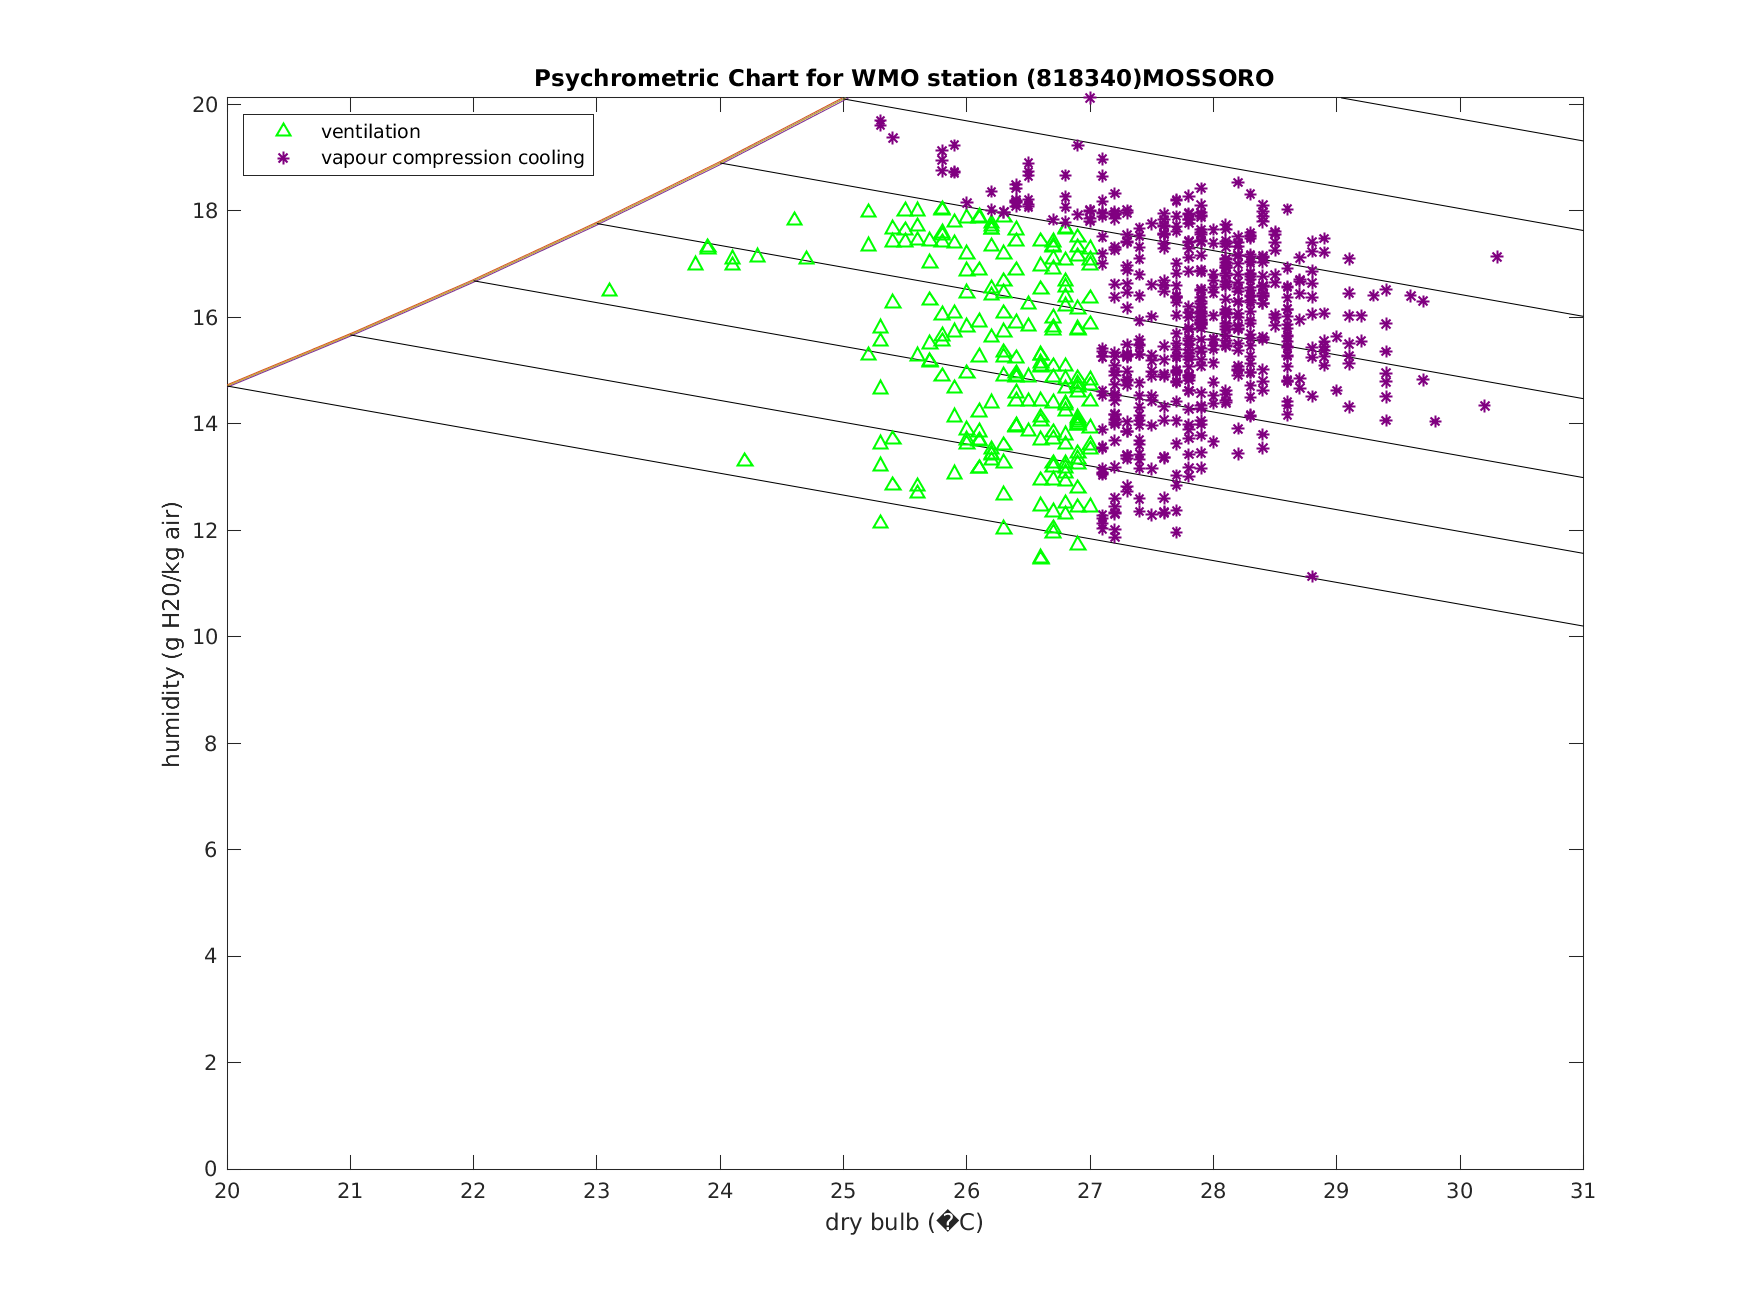 Psychrometric Chart for WMO station (818340)MOSSORO
ventilation
vapour compression cooling
humidity (g H20/kg air)
20
18
16
14
12
10
8
6
4
2
0
20 21 22 23 24 25 26 27 28 29 30 31
dry bulb (�C)